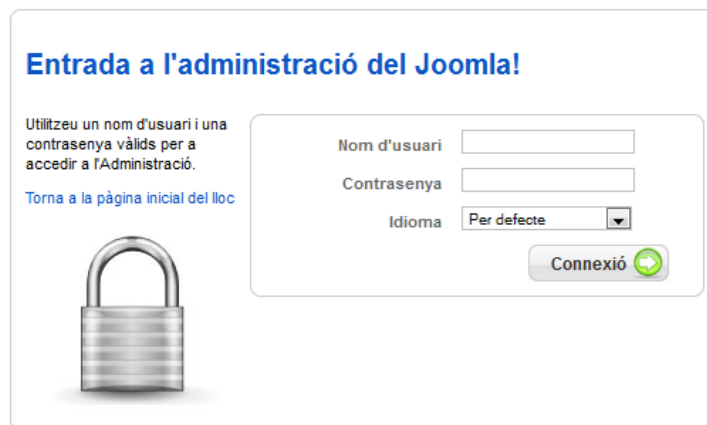 Entrada a l'administració del Joomla!
Utilitzeu un nom d'usuari i una
contrasenya vàlids per a
accedir a l'Administració.
Torna a la pàgina inicial del lloc
Nom d'usuari
Contrasenya
Idioma
Per defecte
Connexió